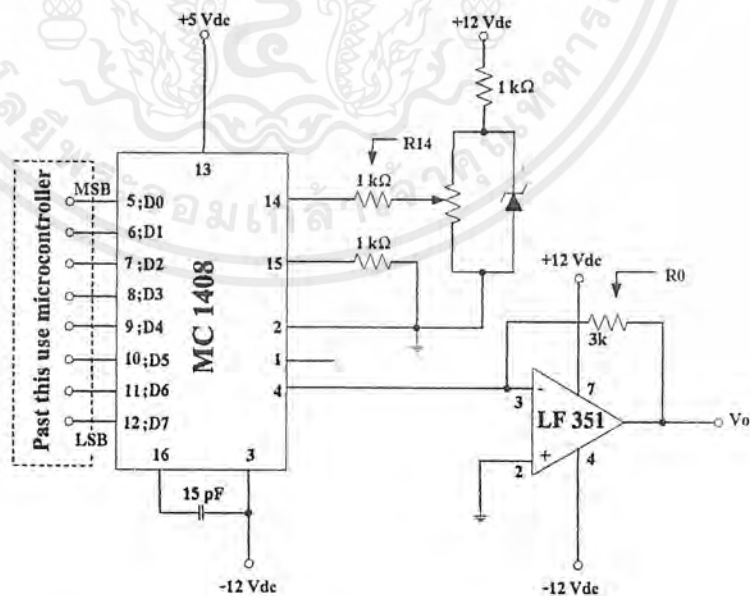 +5 Vdc
+12 Vdc
1 kΩ
R14
13
MSB
5;D0
14
1 kΩ
6;D1
1 kΩ
7;D2
15
+12 Vdc
8;D3
R0
9;D4
2
10;D5
1
3k
11;D6
4
7
12;D7
3
-
LF 351
Vo
LSB
+
2
4
16
3
15 pF
-12 Vdc
-12 Vdc
MC 1408
Past this use microcontroller